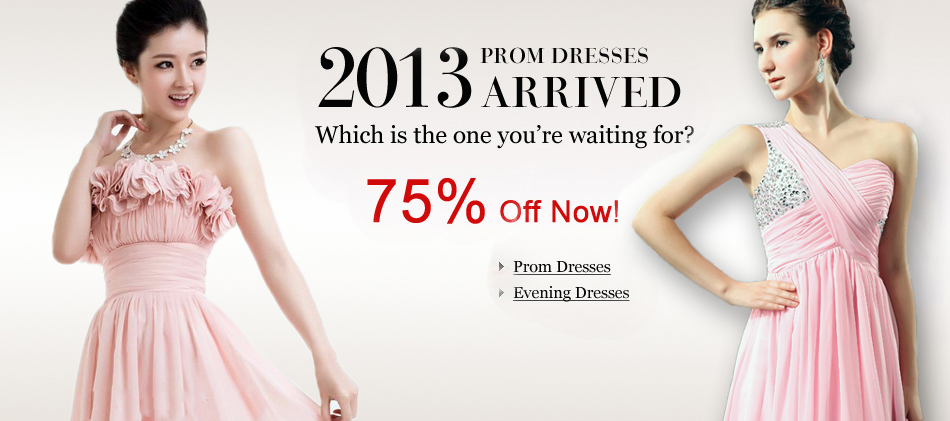 2013 PROM DRESSES
ARRIVED
Which is the one you’re waiting for?
75% Off Now!
Prom Dresses
Evening Dresses